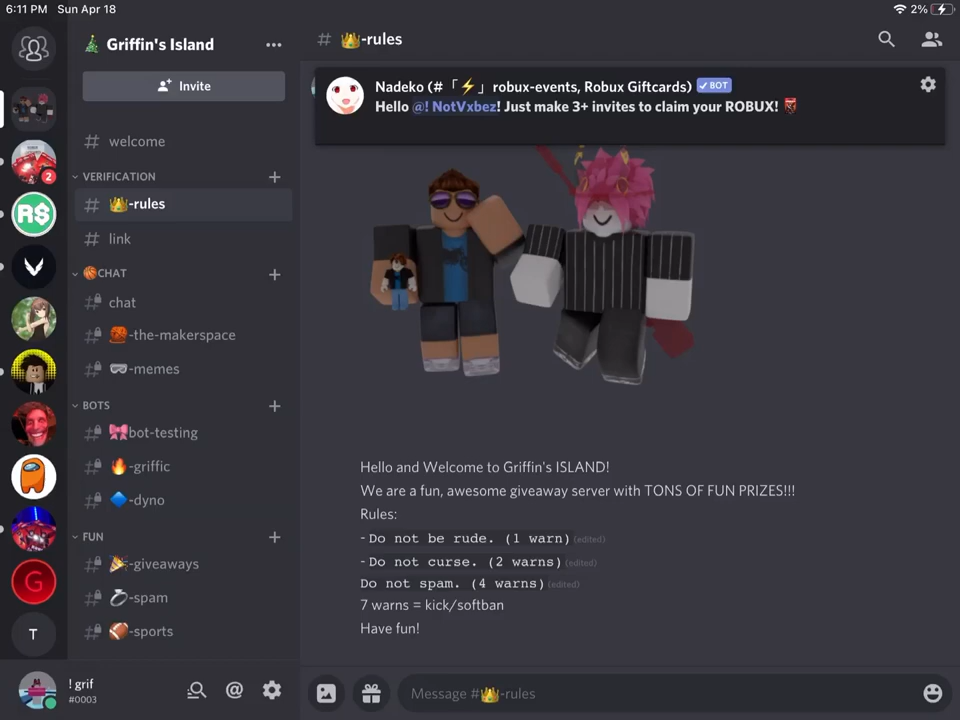 6:11 PM Sun Apr 18 2%
🎄 Griffin's Island ...
Invite
# welcome
VERIFICATION +
# 👑-rules
# link
🏀CHAT +
# chat
# -the-makerspace
# -memes
BOTS +
# 🎀bot-testing
# 🔥-griffic
# 🔷-dyno
FUN +
# 🎉-giveaways
# 💍-spam
# 🏈-sports
2
R$
G
T
! grif
#0003
# 👑-rules
Nadeko (#「⚡」robux-events, Robux Giftcards) ✓BOT
Hello @! NotVxbez! Just make 3+ invites to claim your ROBUX!
Hello and Welcome to Griffin's ISLAND!
We are a fun, awesome giveaway server with TONS OF FUN PRIZES!!!
Rules:
- Do not be rude. (1 warn) (edited)
- Do not curse. (2 warns) (edited)
Do not spam. (4 warns) (edited)
7 warns = kick/softban
Have fun!
Message #👑-rules